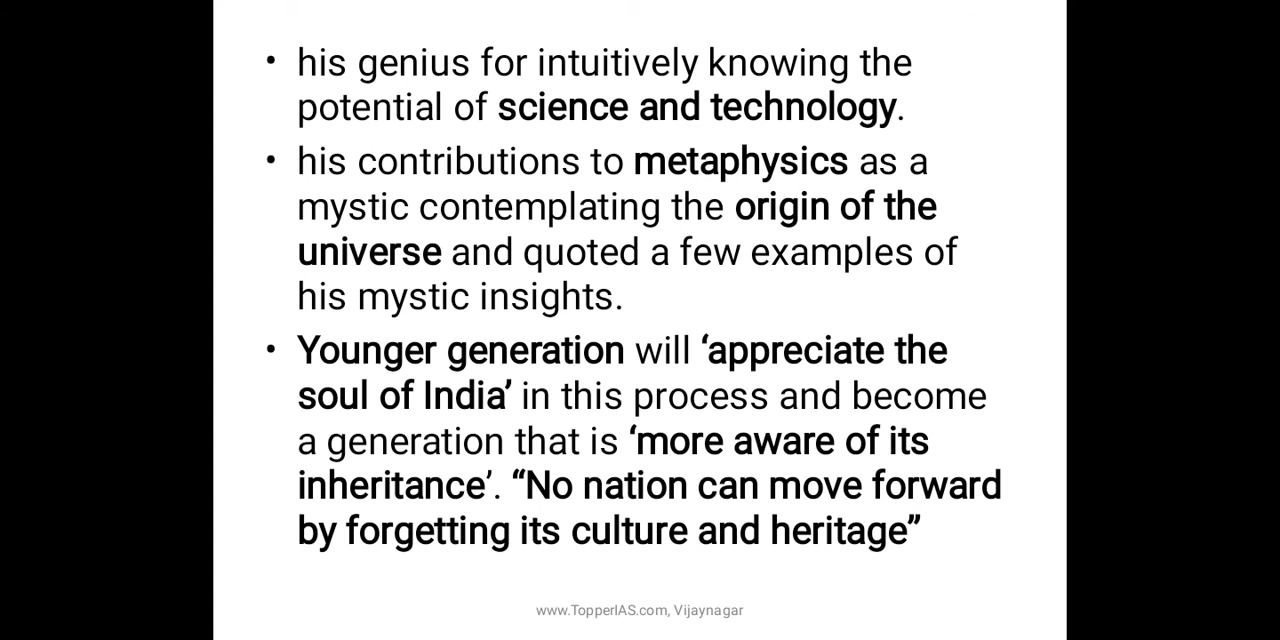 • his genius for intuitively knowing the
potential of science and technology.
• his contributions to metaphysics as a
mystic contemplating the origin of the
universe and quoted a few examples of
his mystic insights.
• Younger generation will ‘appreciate the
soul of India’ in this process and become
a generation that is ‘more aware of its
inheritance’. “No nation can move forward
by forgetting its culture and heritage”
www.TopperIAS.com, Vijaynagar